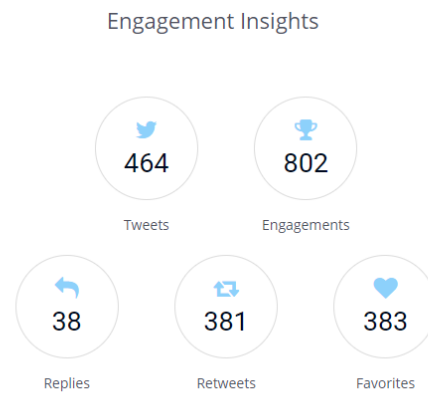 Engagement Insights
464
802
Tweets
Engagements
38
381
383
Replies
Retweets
Favorites